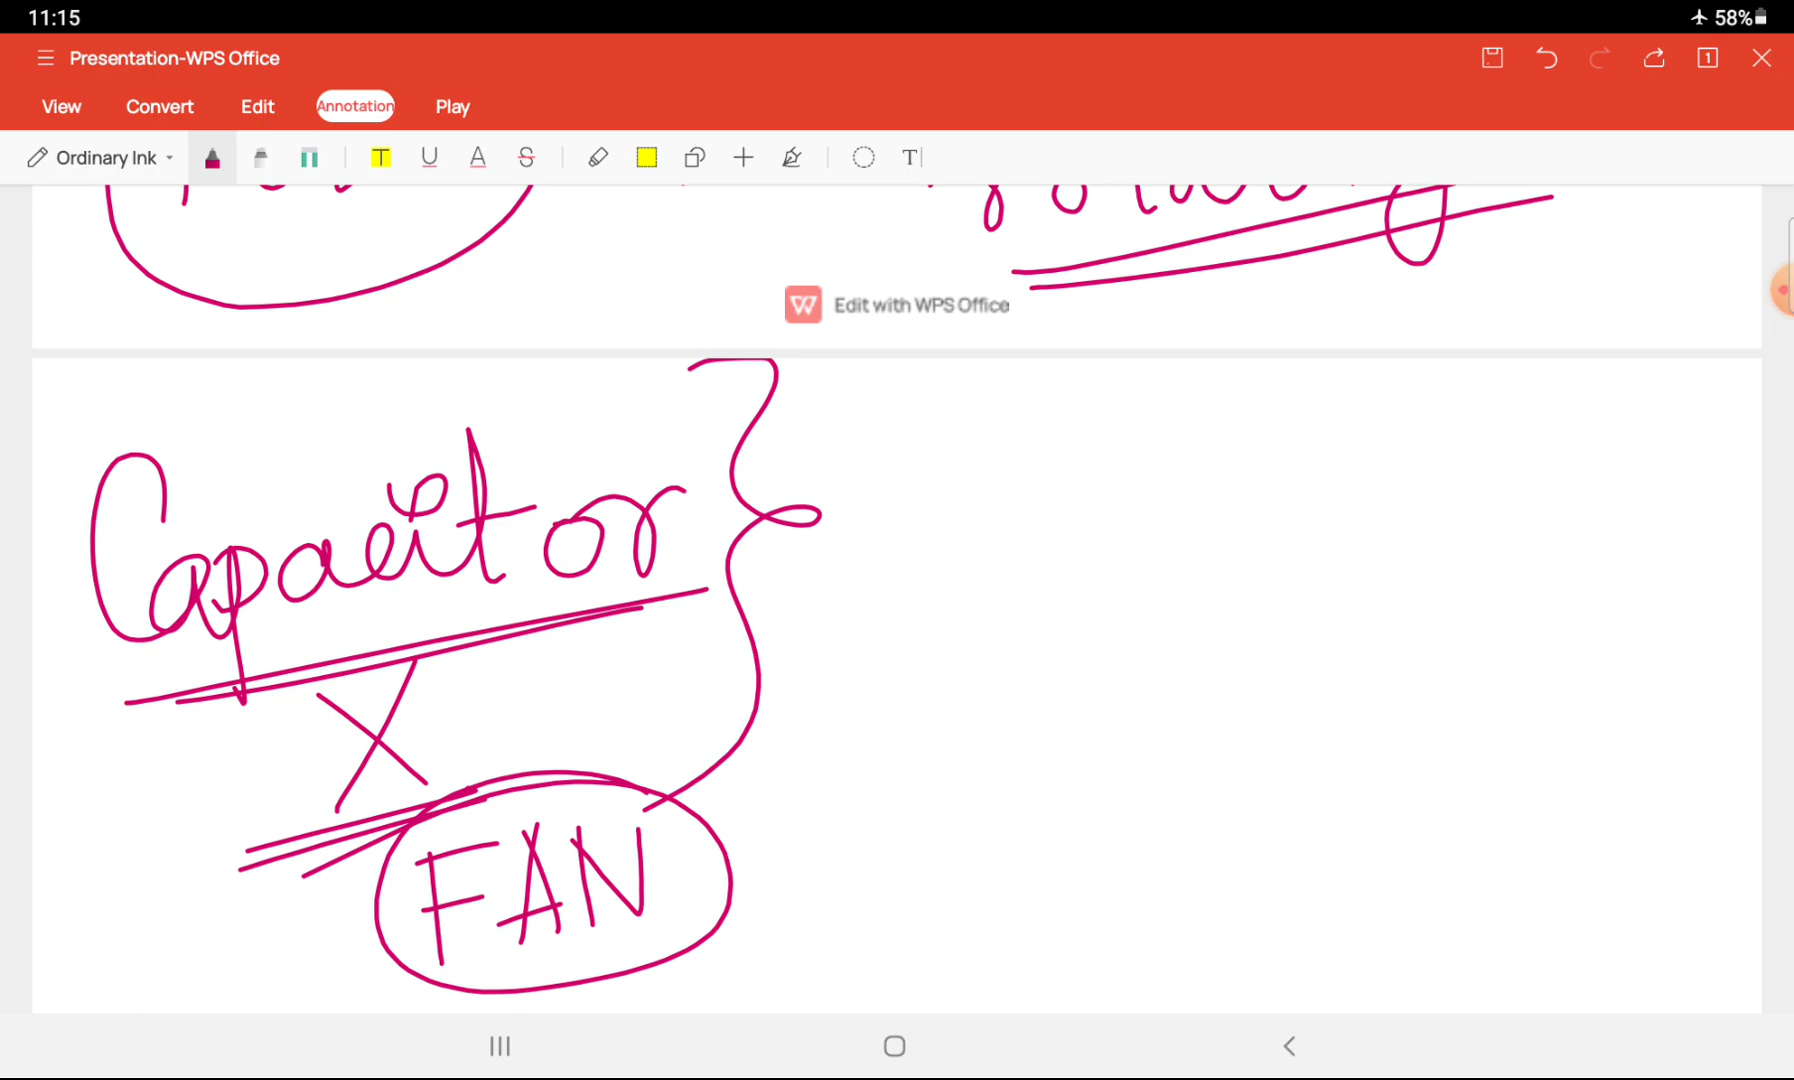 11:15 58%
Presentation-WPS Office 1
View Convert Edit Annotation Play
Ordinary Ink T U A S T
Edit with WPS Office
Capacitor
X
FAN